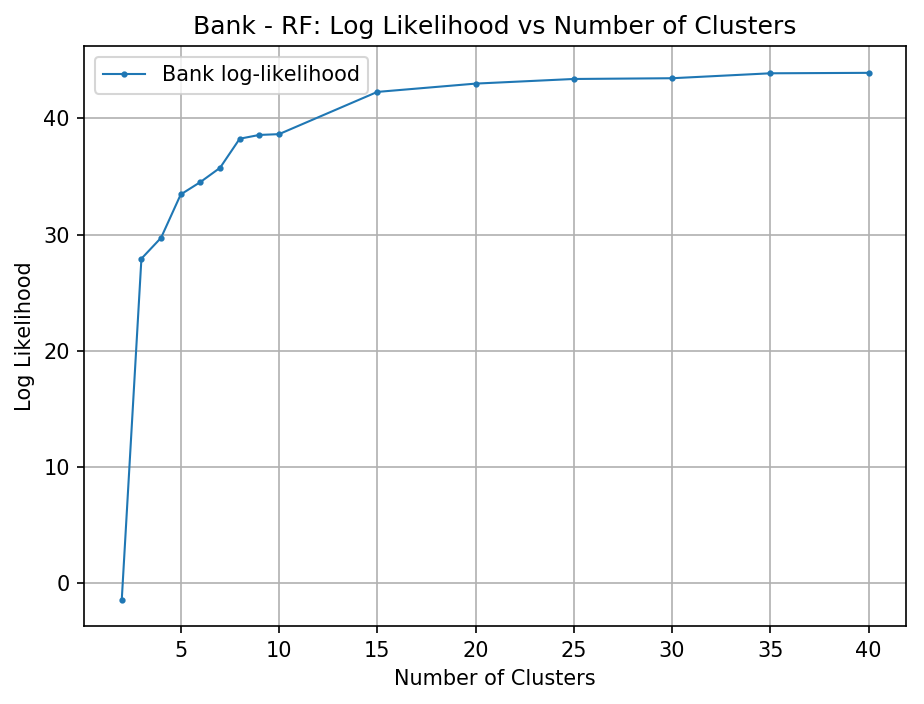 Bank - RF: Log Likelihood vs Number of Clusters
Bank log-likelihood
40
30
20
10
0
Log Likelihood
5 10 15 20 25 30 35 40
Number of Clusters